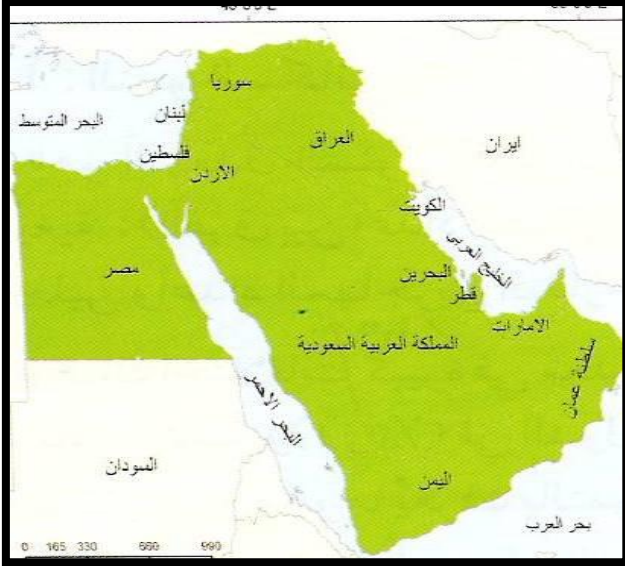 سوريا
لبنان
البحر المتوسط
العراق
ايران
فلسطين
الاردن
الكويت
الخليج العربي
مصر
البحرين
قطر
الامارات
المملكة العربية السعودية
سلطنة عمان
البحر الاحمر
السودان
اليمن
بحر العرب
0 165 330 660 990